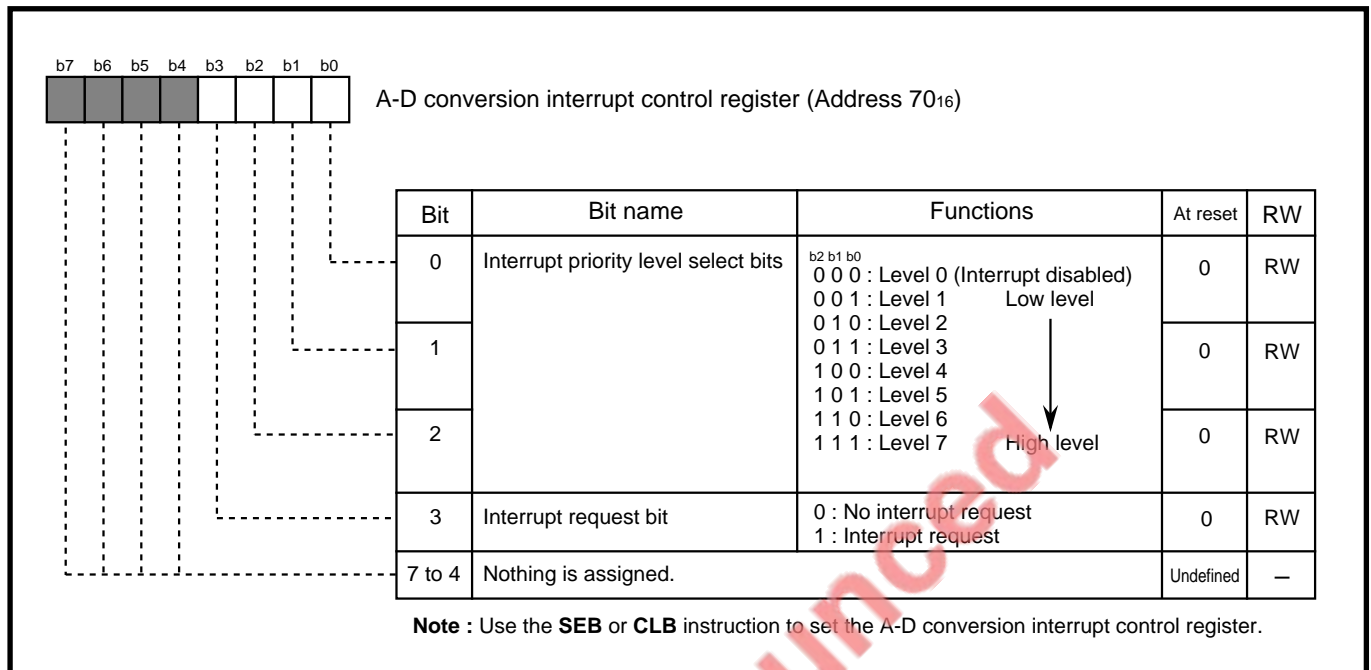 b7 b6 b5 b4 b3 b2 b1 b0
A-D conversion interrupt control register (Address 7016)
Bit Bit name Functions At reset RW
0 Interrupt priority level select bits b2 b1 b0 0 RW
0 0 0 : Level 0 (Interrupt disabled)
0 0 1 : Level 1 Low level
0 1 0 : Level 2
1 0 1 1 : Level 3 0 RW
1 0 0 : Level 4
1 0 1 : Level 5
2 1 1 0 : Level 6 0 RW
1 1 1 : Level 7 High level
3 Interrupt request bit 0 : No interrupt request 0 RW
1 : Interrupt request
7 to 4 Nothing is assigned. Undefined –
Note : Use the SEB or CLB instruction to set the A-D conversion interrupt control register.
unced